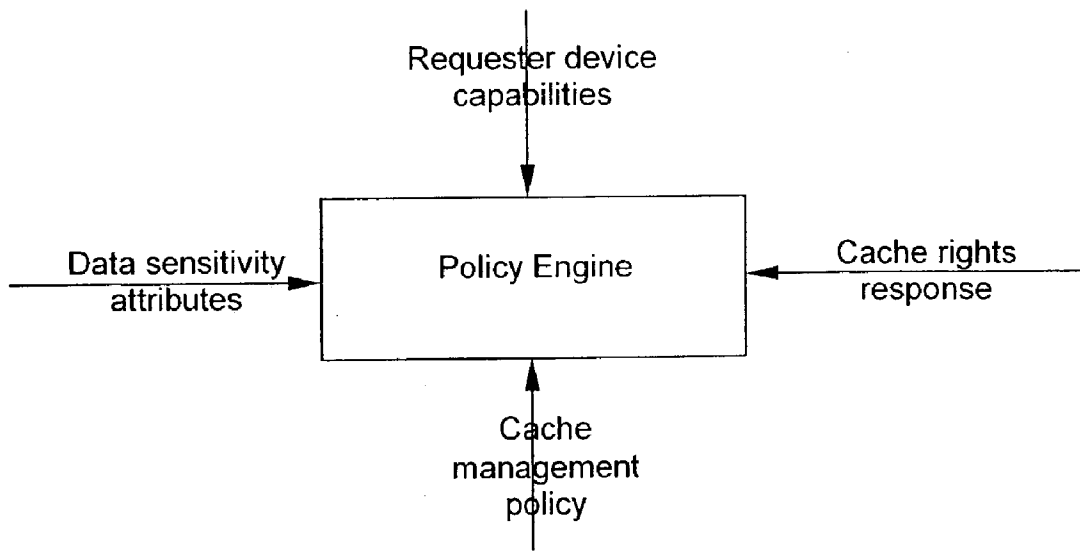 Requester device
capabilities
Data sensitivity
attributes
Policy Engine
Cache rights
response
Cache
management
policy